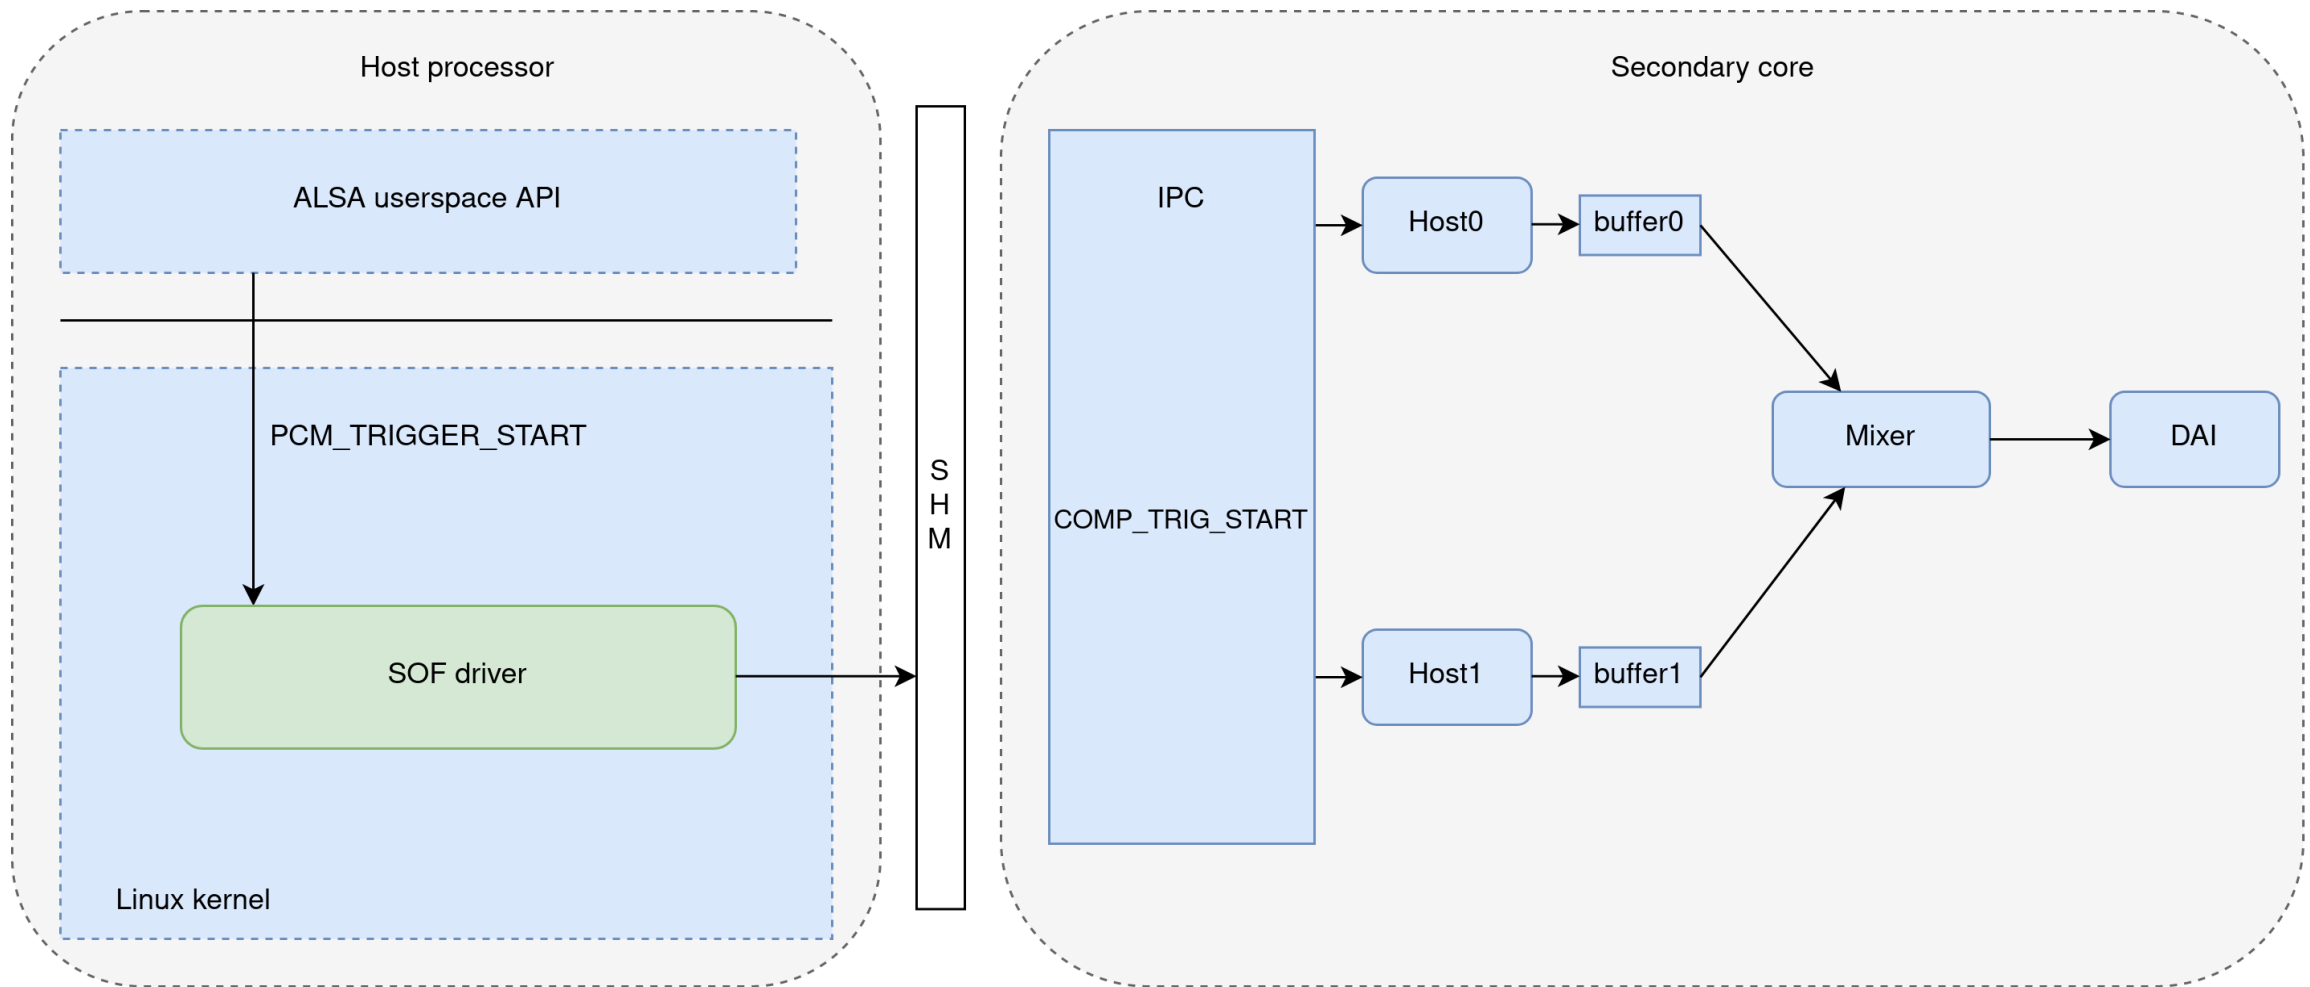 Host processor
ALSA userspace API
PCM_TRIGGER_START
SOF driver
Linux kernel
S
H
M
Secondary core
IPC
COMP_TRIG_START
Host0
buffer0
Host1
buffer1
Mixer
DAI